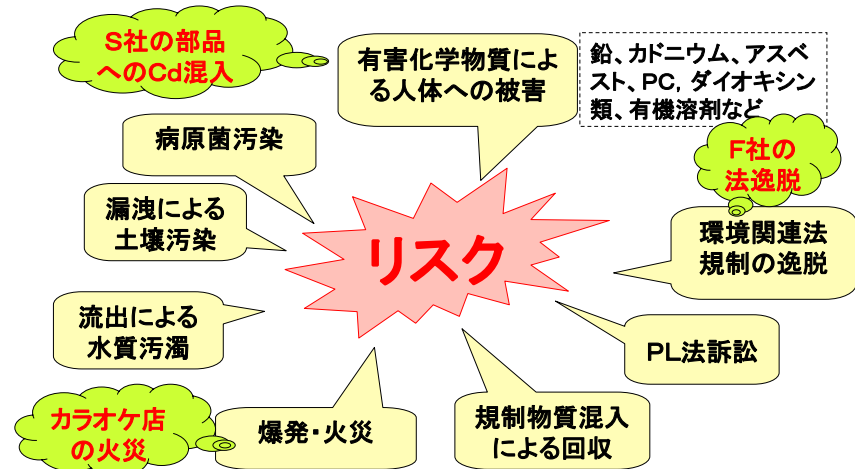 S社の部品
へのCd混入
有害化学物質によ
る人体への被害
鉛、カドニウム、アスベ
スト、PC, ダイオキシン
類、有機溶剤など
F社の
法逸脱
病原菌汚染
漏洩による
土壌汚染
リスク
環境関連法
規制の逸脱
流出による
水質汚濁
PL法訴訟
カラオケ店
の火災
爆発・火災
規制物質混入
による回収